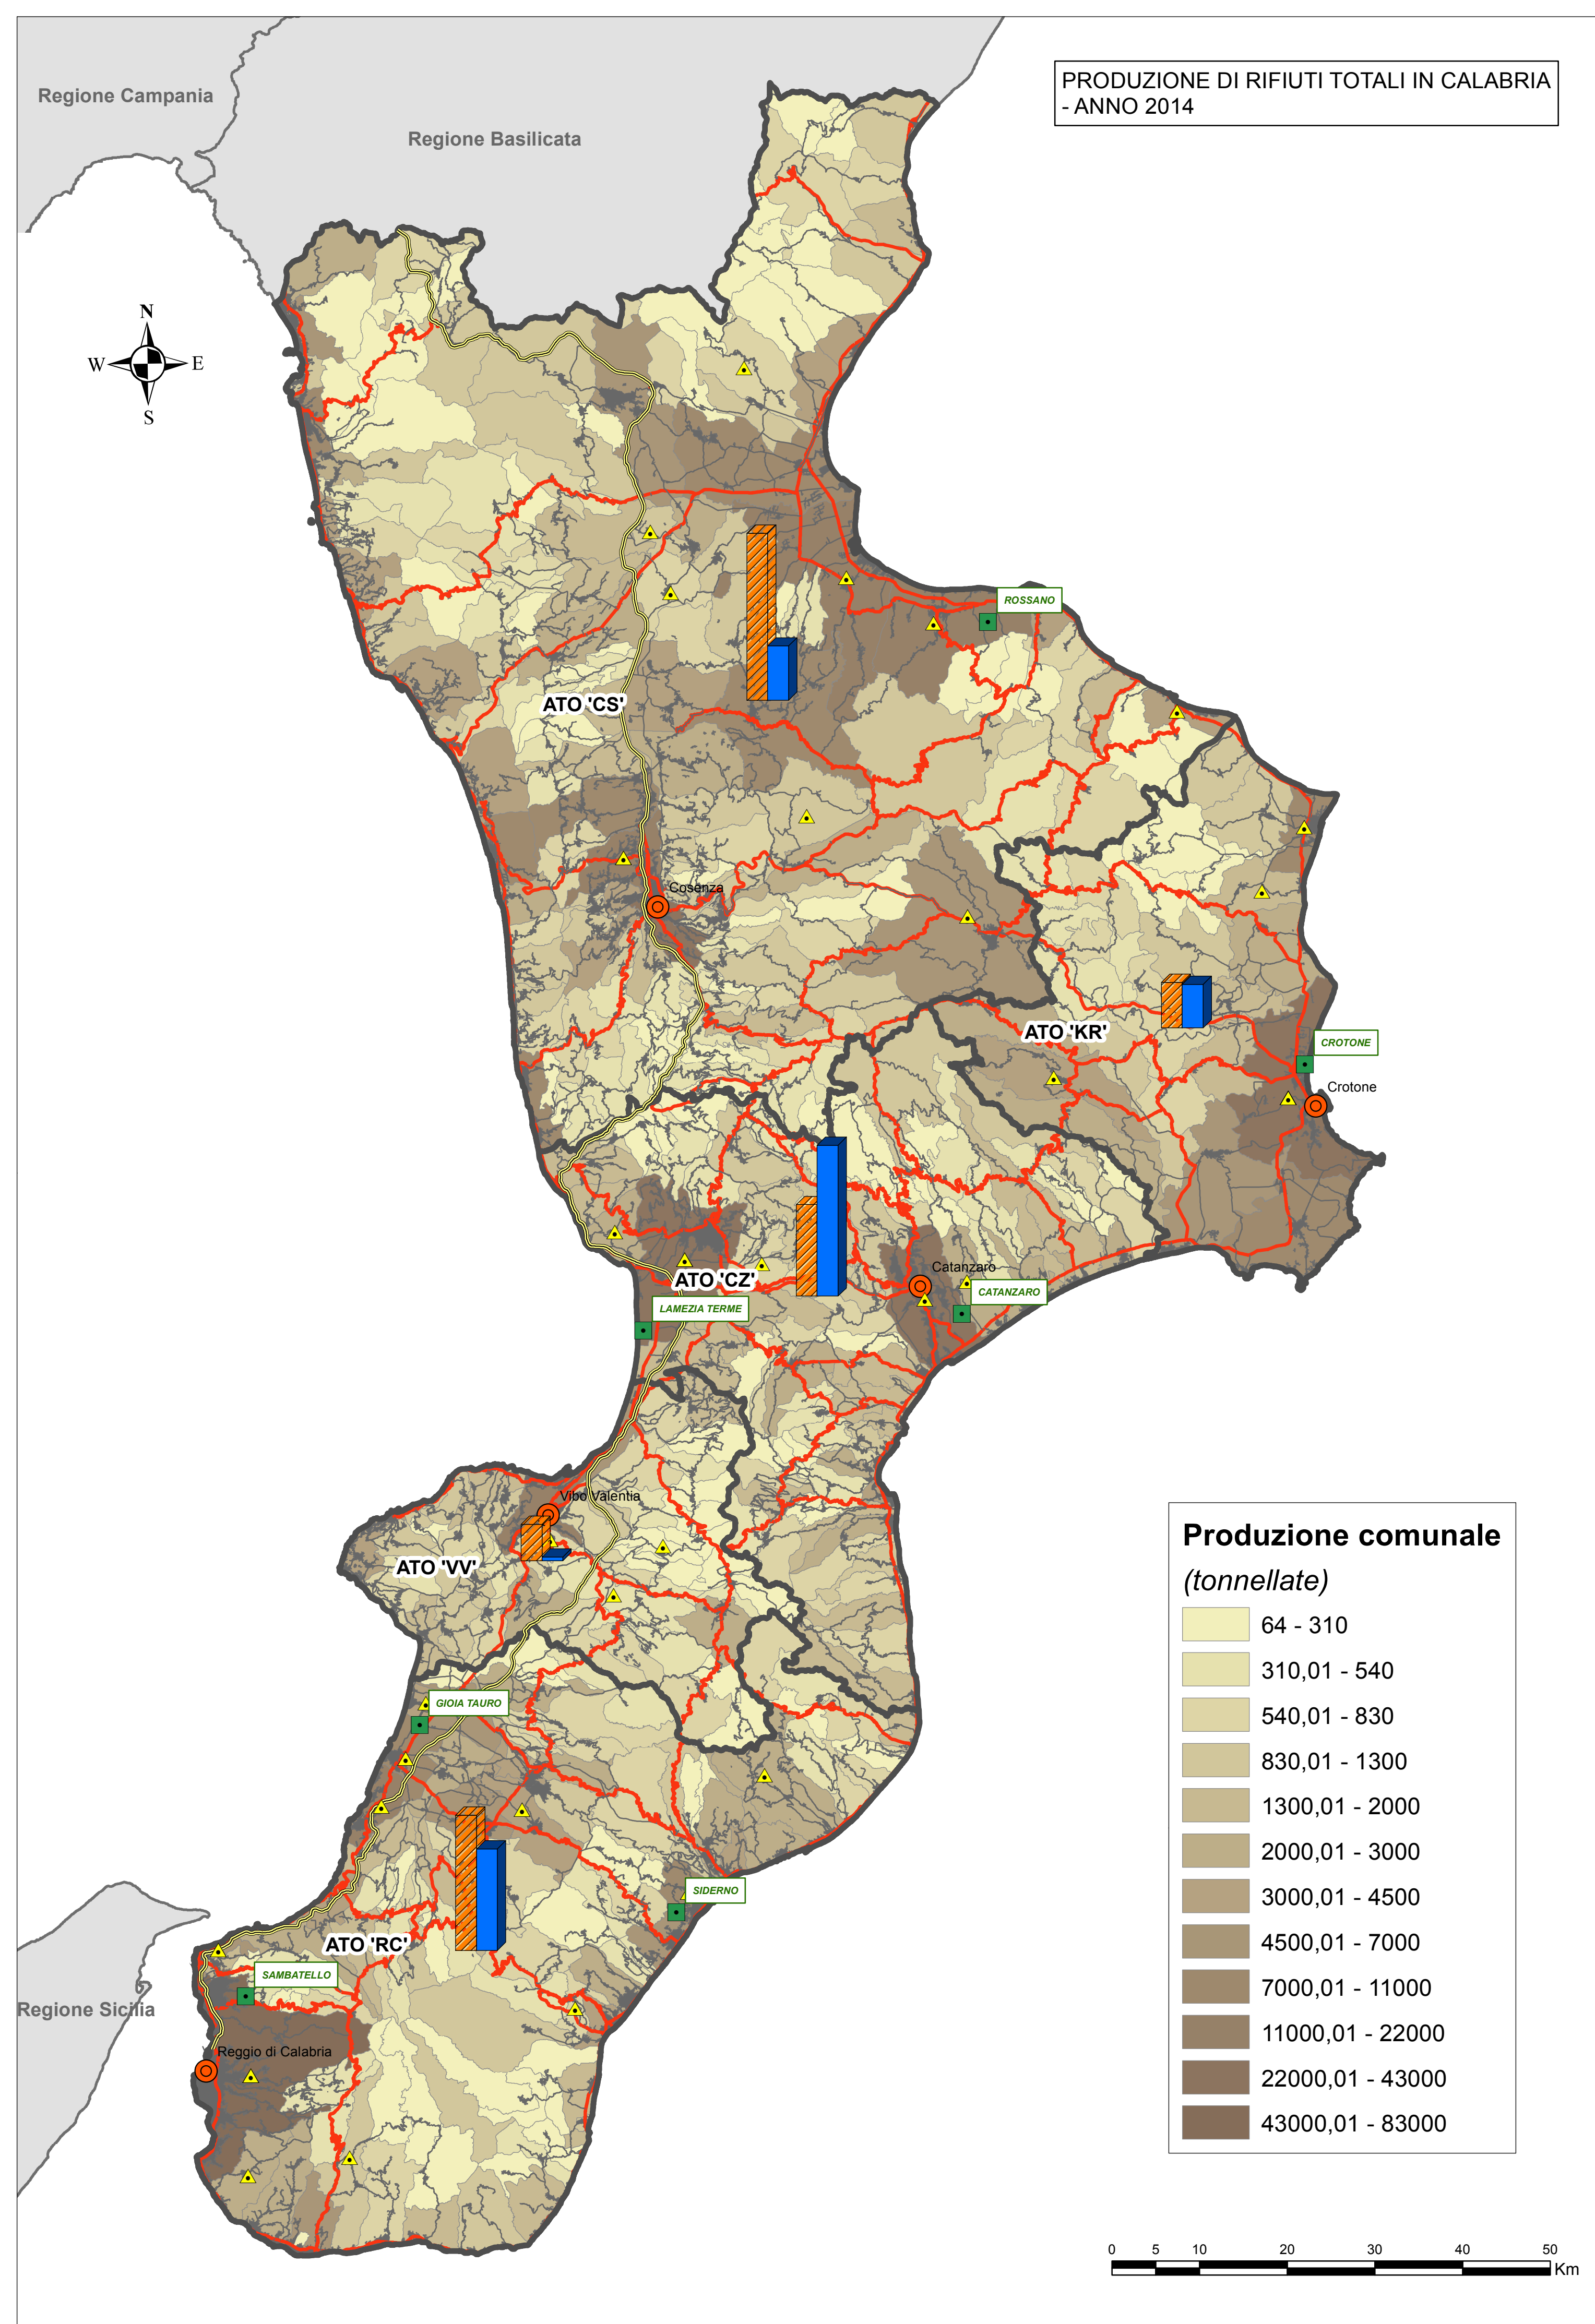 PRODUZIONE DI RIFIUTI TOTALI IN CALABRIA
- ANNO 2014
Regione Campania
Regione Basilicata
N
W
E
S
ROSSANO
ATO 'CS'
Cosenza
ATO 'KR'
CROTONE
Crotone
Catanzaro
ATO 'CZ'
CATANZARO
LAMEZIA TERME
Vibo Valentia
ATO 'VV'
GIOIA TAURO
SIDERNO
ATO 'RC'
SAMBATELLO
Regione Sicilia
Reggio di Calabria
Produzione comunale
(tonnellate)
64 - 310
310,01 - 540
540,01 - 830
830,01 - 1300
1300,01 - 2000
2000,01 - 3000
3000,01 - 4500
4500,01 - 7000
7000,01 - 11000
11000,01 - 22000
22000,01 - 43000
43000,01 - 83000
0 5 10 20 30 40 50
Km